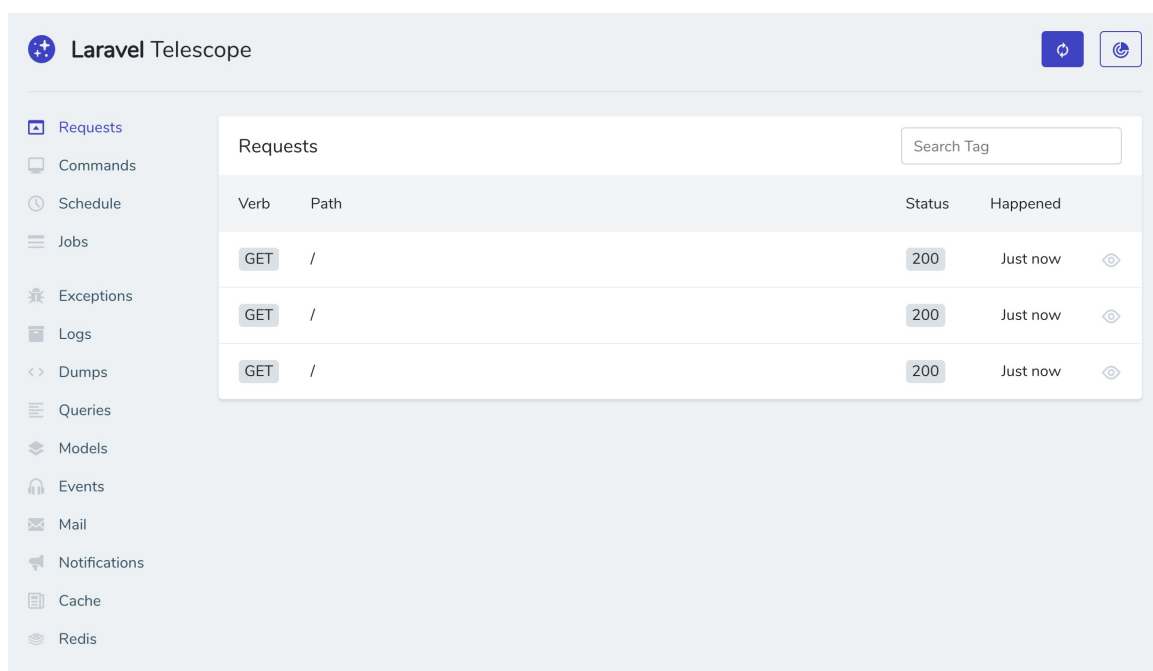 Laravel Telescope
Requests
Commands
Schedule
Jobs
Exceptions
Logs
Dumps
Queries
Models
Events
Mail
Notifications
Cache
Redis
Requests
Search Tag
Verb Path Status Happened
GET / 200 Just now
GET / 200 Just now
GET / 200 Just now